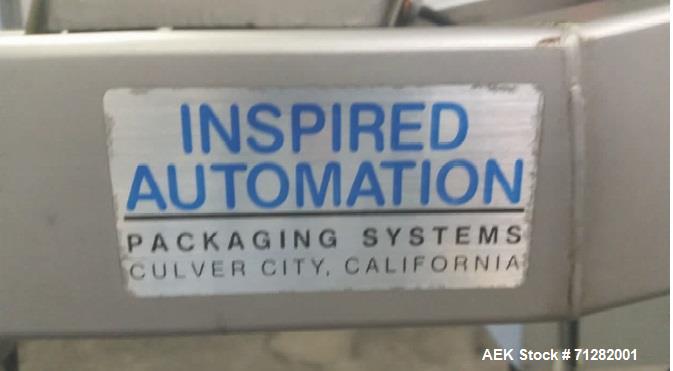 INSPIRED
AUTOMATION
PACKAGING SYSTEMS
CULVER CITY, CALIFORNIA
AEK Stock # 71282001